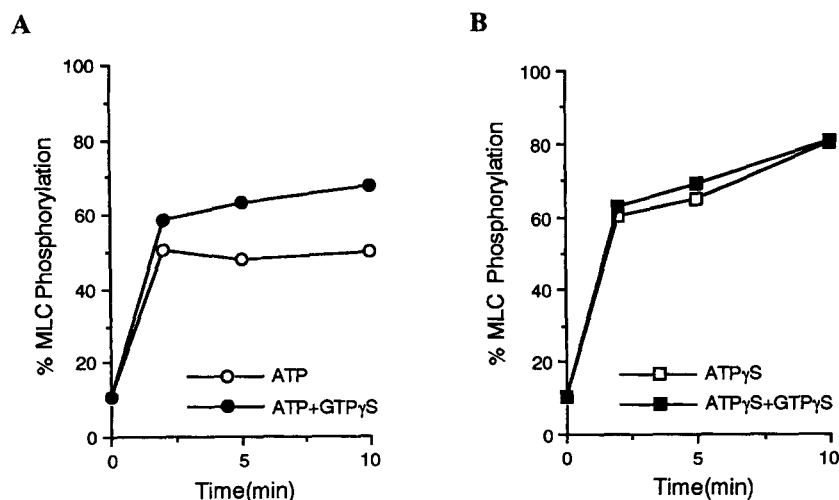 A
% MLC Phosphorylation
100
80
60
40
20
0
ATP
ATP+GTPγS
0
5
10
Time(min)
B
% MLC Phosphorylation
100
80
60
40
20
0
ATPγS
ATPγS+GTPγS
0
5
10
Time(min)